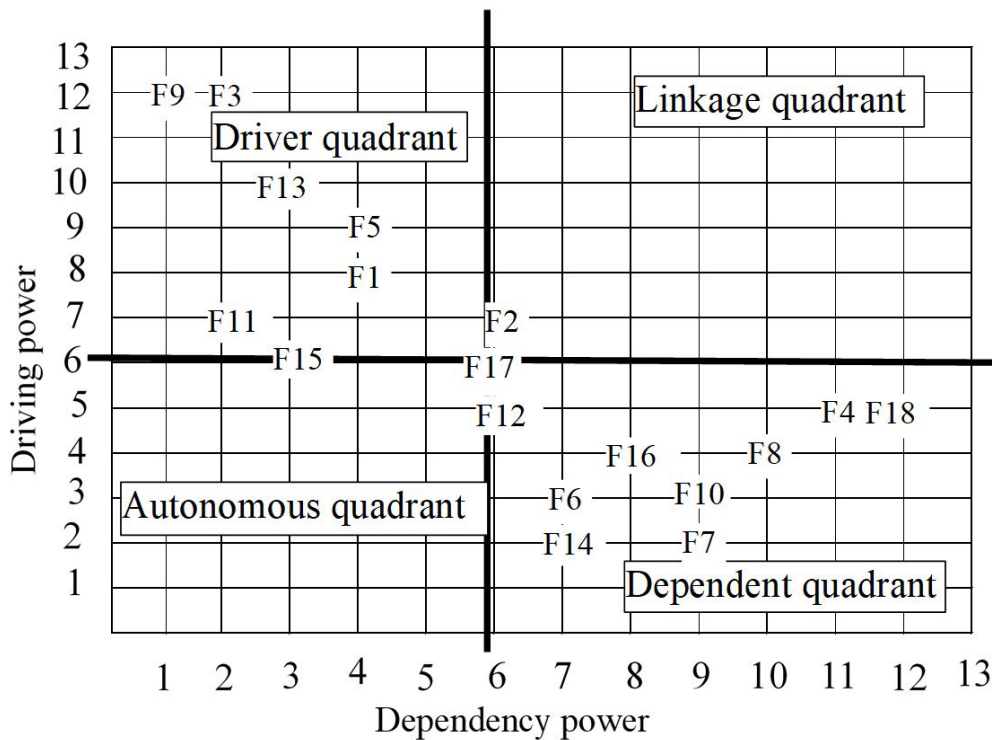 13
12 F9 F3 Linkage quadrant
11 Driver quadrant
10 F13
9 F5
8 F1
7 F11 F2
6 F15 F17
5 F12 F4 F18
4 F16 F8
3 Autonomous quadrant F6 F10
2 F14 F7
1 Dependent quadrant
1 2 3 4 5 6 7 8 9 10 11 12 13
Dependency power
Driving power